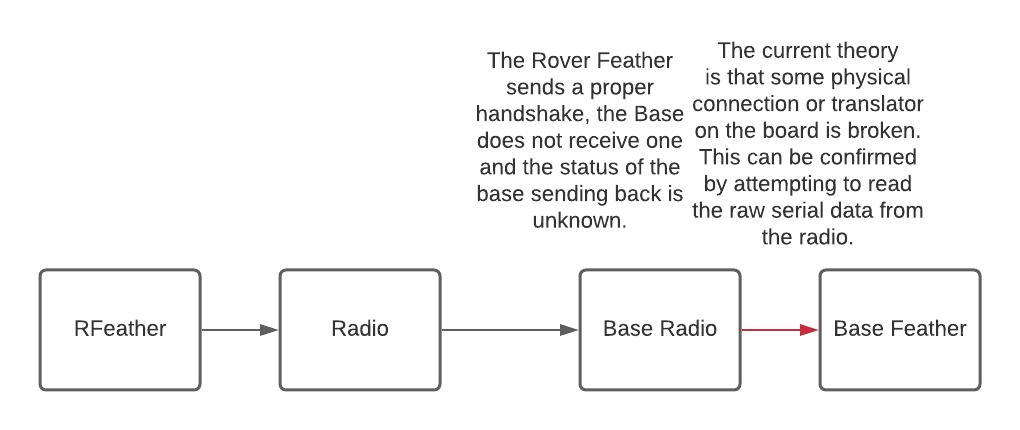 The Rover Feather
sends a proper
handshake, the Base
does not receive one
and the status of the
base sending back is
unknown.
The current theory
is that some physical
connection or translator
on the board is broken.
This can be confirmed
by attempting to read
the raw serial data from
the radio.
RFeather
Radio
Base Radio
Base Feather